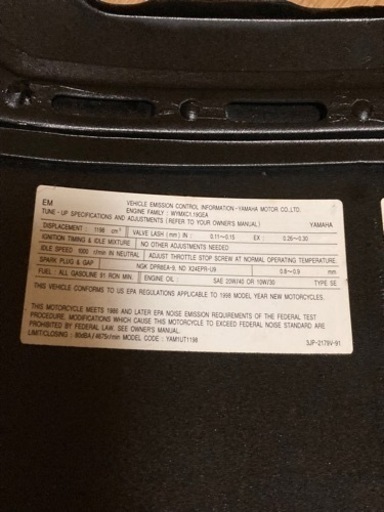 EM VEHICLE EMISSION CONTROL INFORMATION-YAMAHA MOTOR CO.,LTD.
ENGINE FAMILY : WYMXC1.19GEA
TUNE-UP SPECIFICATIONS AND ADJUSTMENTS (REFER TO YOUR OWNER'S MANUAL) YAMAHA
DISPLACEMENT : 1198 cm³ VALVE LASH (mm) IN : 0.11~0.15 EX : 0.26~0.30
IGNITION TIMING & IDLE MIXTURE NO OTHER ADJUSTMENTS NEEDED
IDLE SPEED 1000 r/min IN NEUTRAL ADJUST THROTTLE STOP SCREW AT NORMAL OPERATING TEMPERATURE.
SPARK PLUG & GAP NGK DPR8EA-9, ND X24EPR-U9 0.8~0.9 mm
FUEL : ALL GASOLINE 91 RON MIN. ENGINE OIL : SAE 20W/40 OR 10W/30 TYPE SE
THIS VEHICLE CONFORMS TO US EPA REGULATIONS APPLICABLE TO 1998 MODEL YEAR NEW MOTORCYCLES.
THIS MOTORCYCLE MEETS 1986 AND LATER EPA NOISE EMISSION REQUIREMENTS OF THE FEDERAL TEST
PROCEDURE. MODIFICATIONS WHICH CAUSE THIS MOTORCYCLE TO EXCEED FEDERAL NOISE STANDARD ARE
PROHIBITED BY FEDERAL LAW. SEE OWNER'S MANUAL.
LIMIT/CLOSING : 80dBA / 4675r/min MODEL CODE : YAM1UT1198
3JP-2178V-91